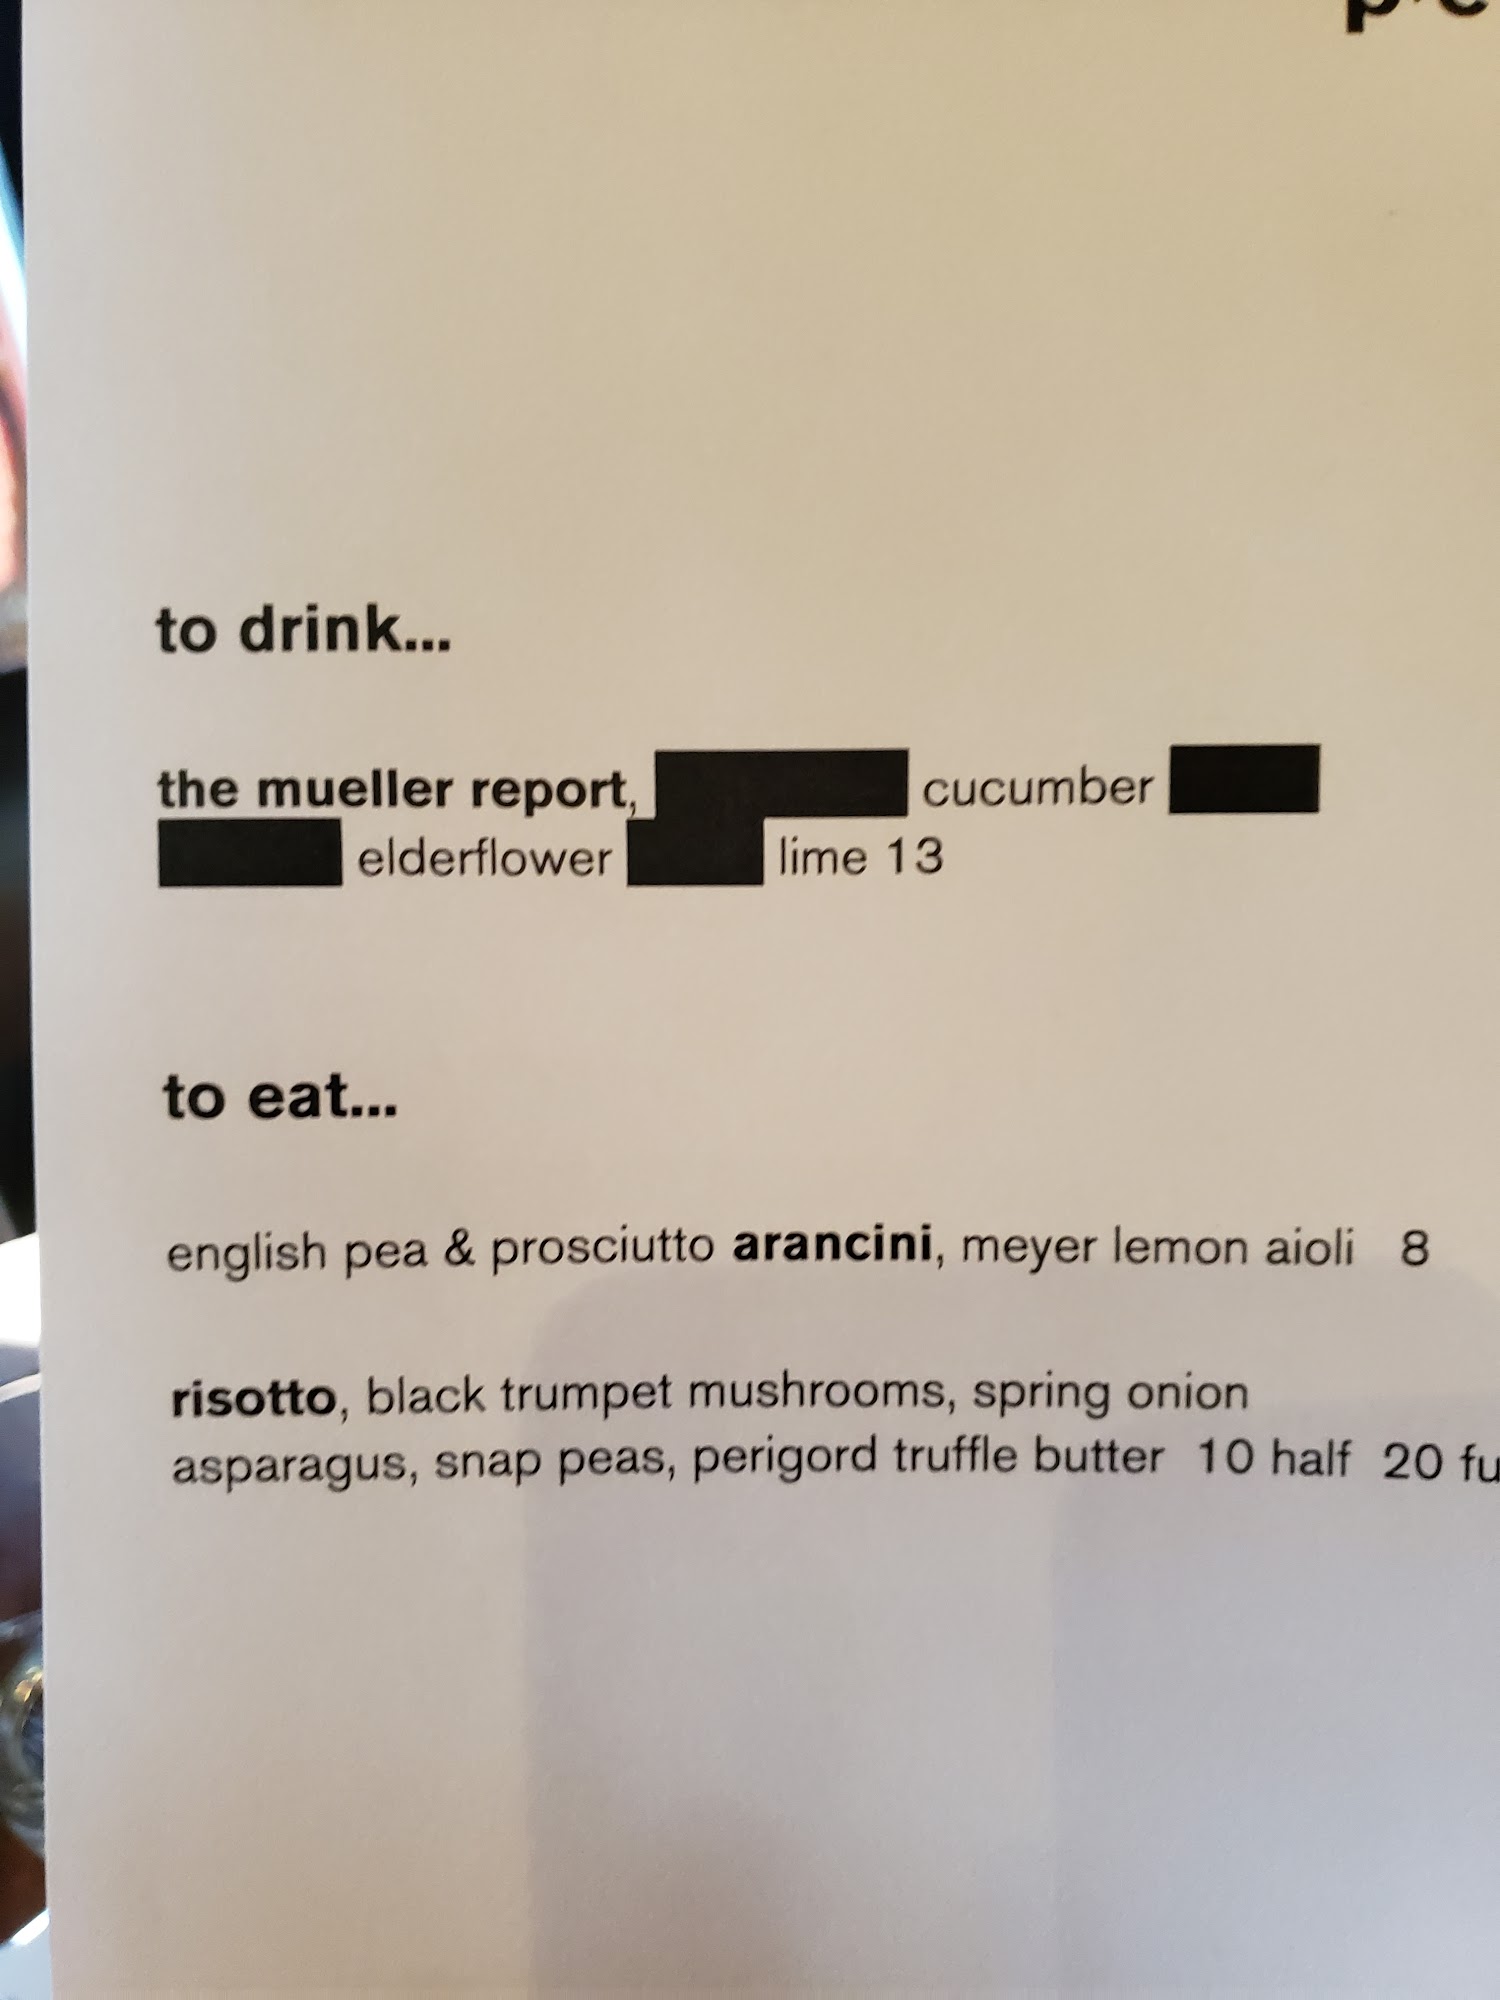 to drink...
the mueller report, cucumber
elderflower lime 13
to eat...
english pea & prosciutto arancini, meyer lemon aioli 8
risotto, black trumpet mushrooms, spring onion
asparagus, snap peas, perigord truffle butter 10 half 20